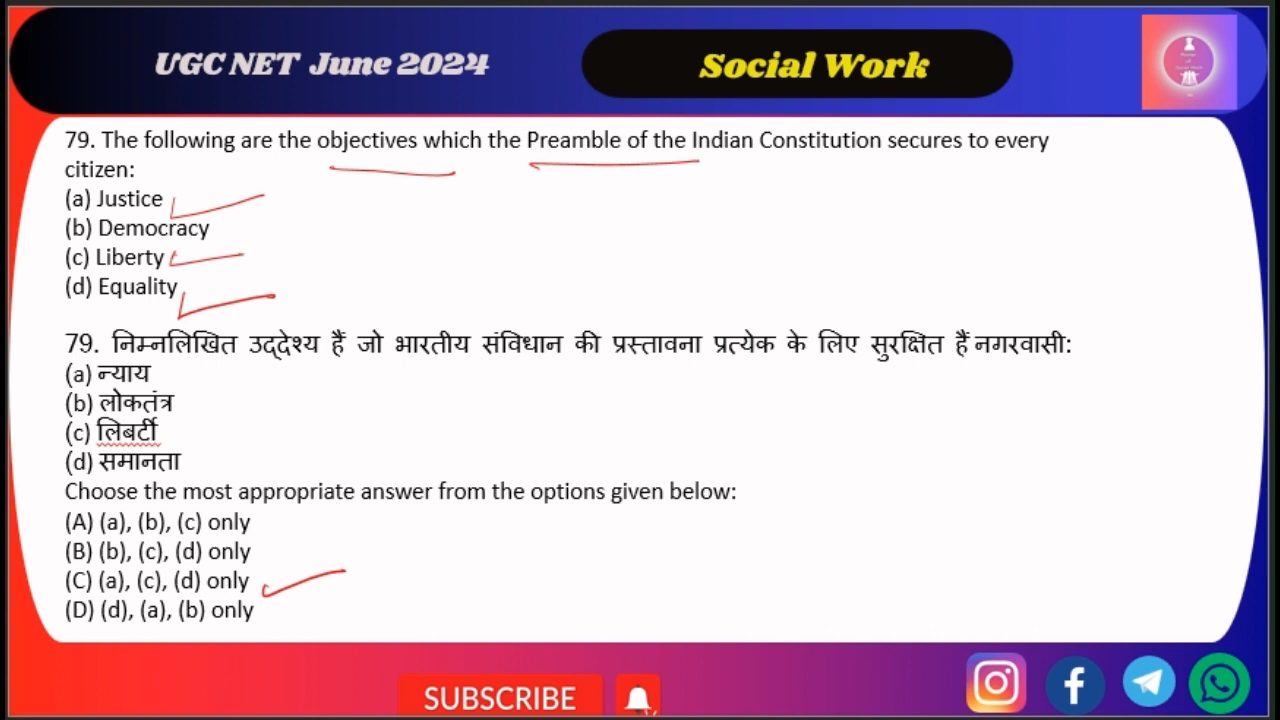 UGC NET June 2024
Social Work
79. The following are the objectives which the Preamble of the Indian Constitution secures to every
citizen:
(a) Justice
(b) Democracy
(c) Liberty
(d) Equality
79. निम्नलिखित उद्देश्य हैं जो भारतीय संविधान की प्रस्तावना प्रत्येक के लिए सुरक्षित हैं नगरवासी:
(a) न्याय
(b) लोकतंत्र
(c) लिबर्टी
(d) समानता
Choose the most appropriate answer from the options given below:
(A) (a), (b), (c) only
(B) (b), (c), (d) only
(C) (a), (c), (d) only
(D) (d), (a), (b) only
SUBSCRIBE